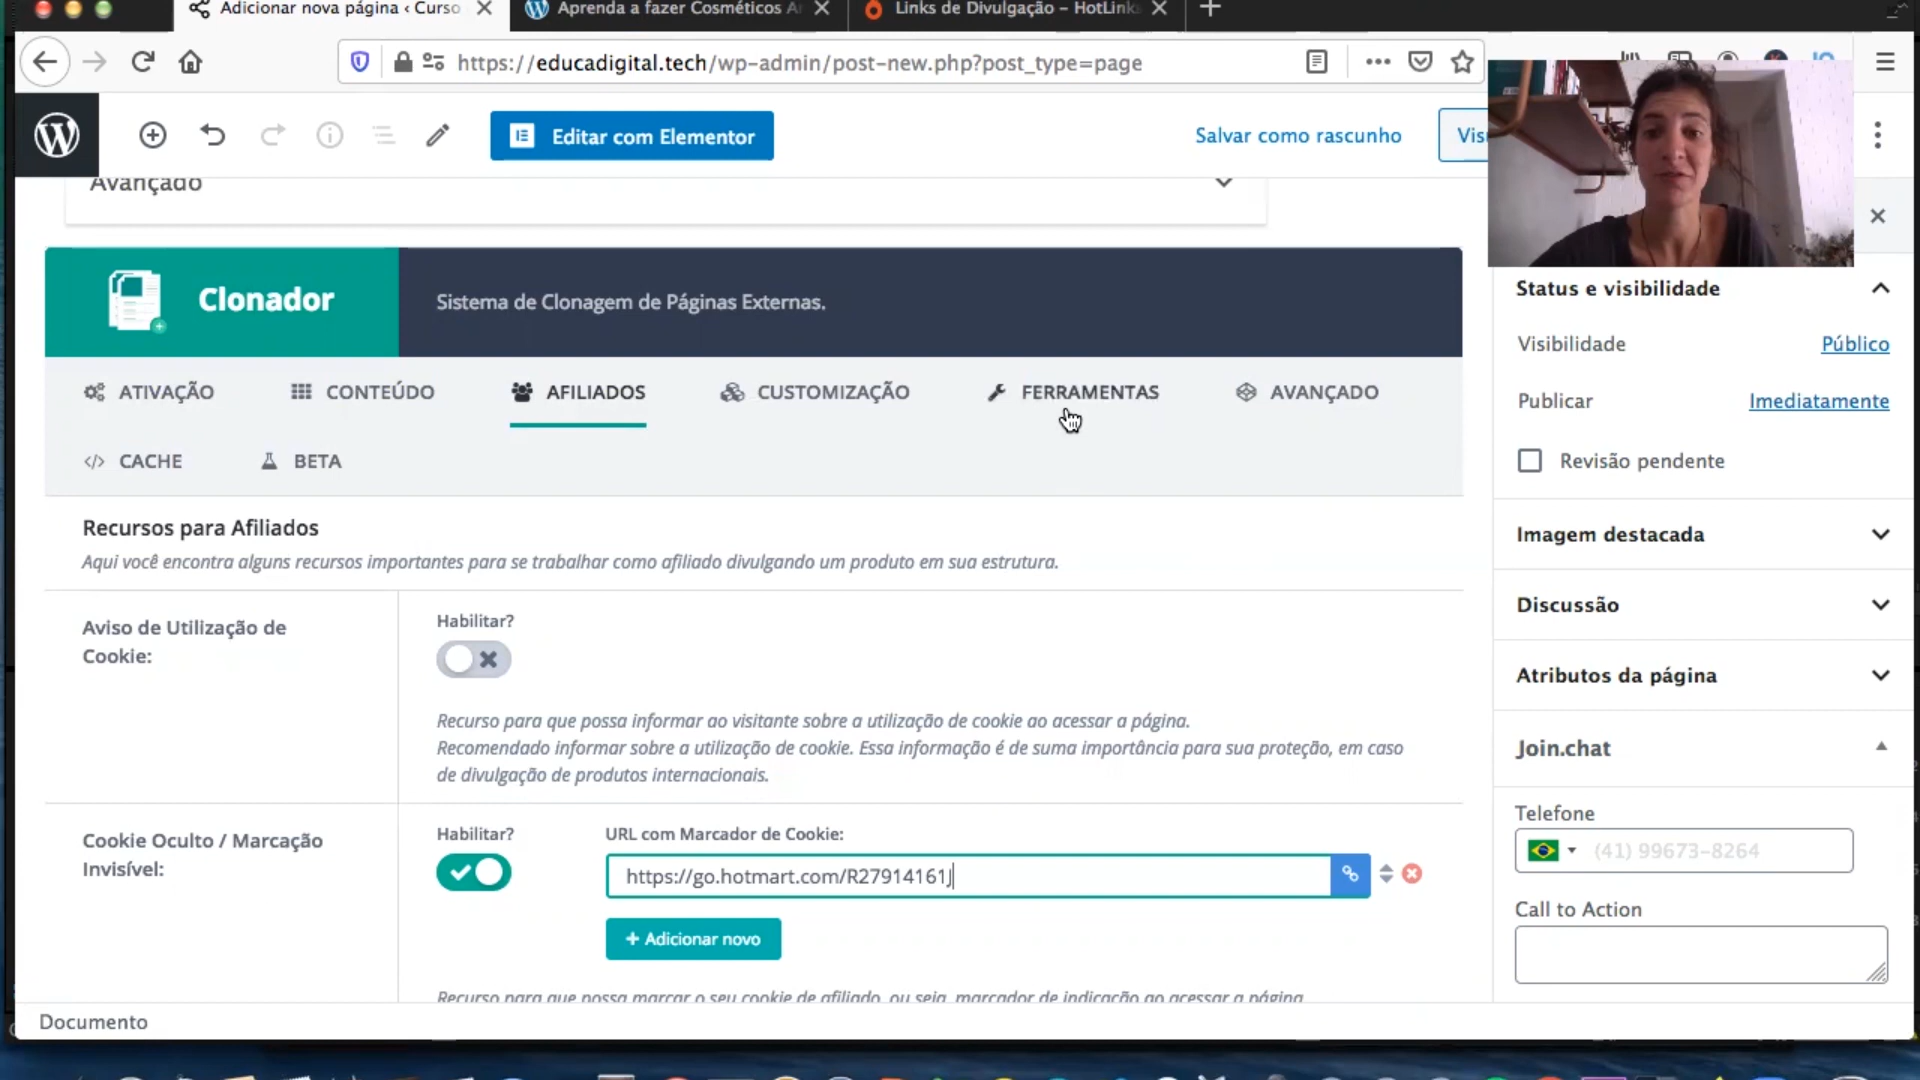 Adicionar nova página ‹ Curso
Aprenda a fazer Cosméticos Ar
Links de Divulgação – HotLinks
https://educadigital.tech/wp-admin/post-new.php?post_type=page
Editar com Elementor
Salvar como rascunho
Vis
Avançado
Clonador
Sistema de Clonagem de Páginas Externas.
ATIVAÇÃO
CONTEÚDO
AFILIADOS
CUSTOMIZAÇÃO
FERRAMENTAS
AVANÇADO
CACHE
BETA
Recursos para Afiliados
Aqui você encontra alguns recursos importantes para se trabalhar como afiliado divulgando um produto em sua estrutura.
Aviso de Utilização de
Cookie:
Habilitar?
Recurso para que possa informar ao visitante sobre a utilização de cookie ao acessar a página.
Recomendado informar sobre a utilização de cookie. Essa informação é de suma importância para sua proteção, em caso
de divulgação de produtos internacionais.
Cookie Oculto / Marcação
Invisível:
Habilitar?
URL com Marcador de Cookie:
https://go.hotmart.com/R27914161J
+ Adicionar novo
Recurso para que possa marcar o seu cookie de afiliado, ou seja, marcador de indicação ao acessar a página
Documento
Status e visibilidade
Visibilidade
Público
Publicar
Imediatamente
Revisão pendente
Imagem destacada
Discussão
Atributos da página
Join.chat
Telefone
(41) 99673-8264
Call to Action